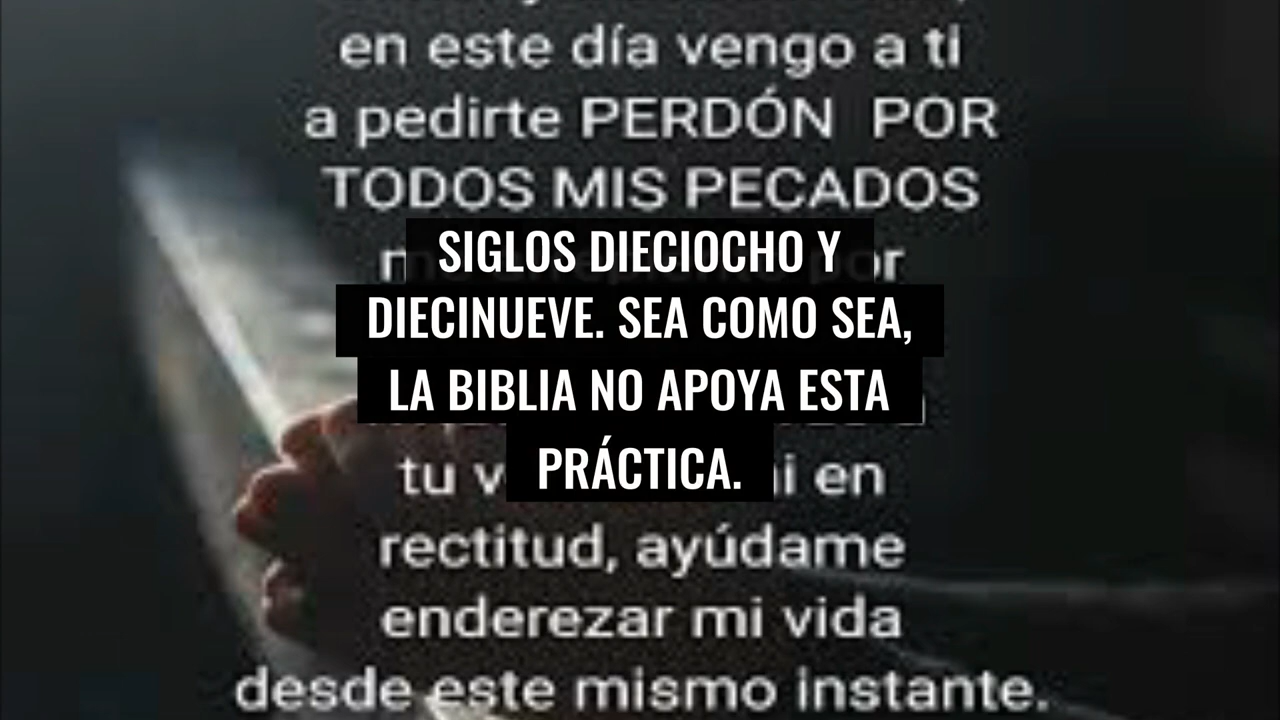 en este día vengo a ti
a pedirte PERDÓN POR
TODOS MIS PECADOS
SIGLOS DIECIOCHO Y
DIECINUEVE. SEA COMO SEA,
LA BIBLIA NO APOYA ESTA
PRÁCTICA.
tu en
rectitud, ayúdame
enderezar mi vida
desde este mismo instante.